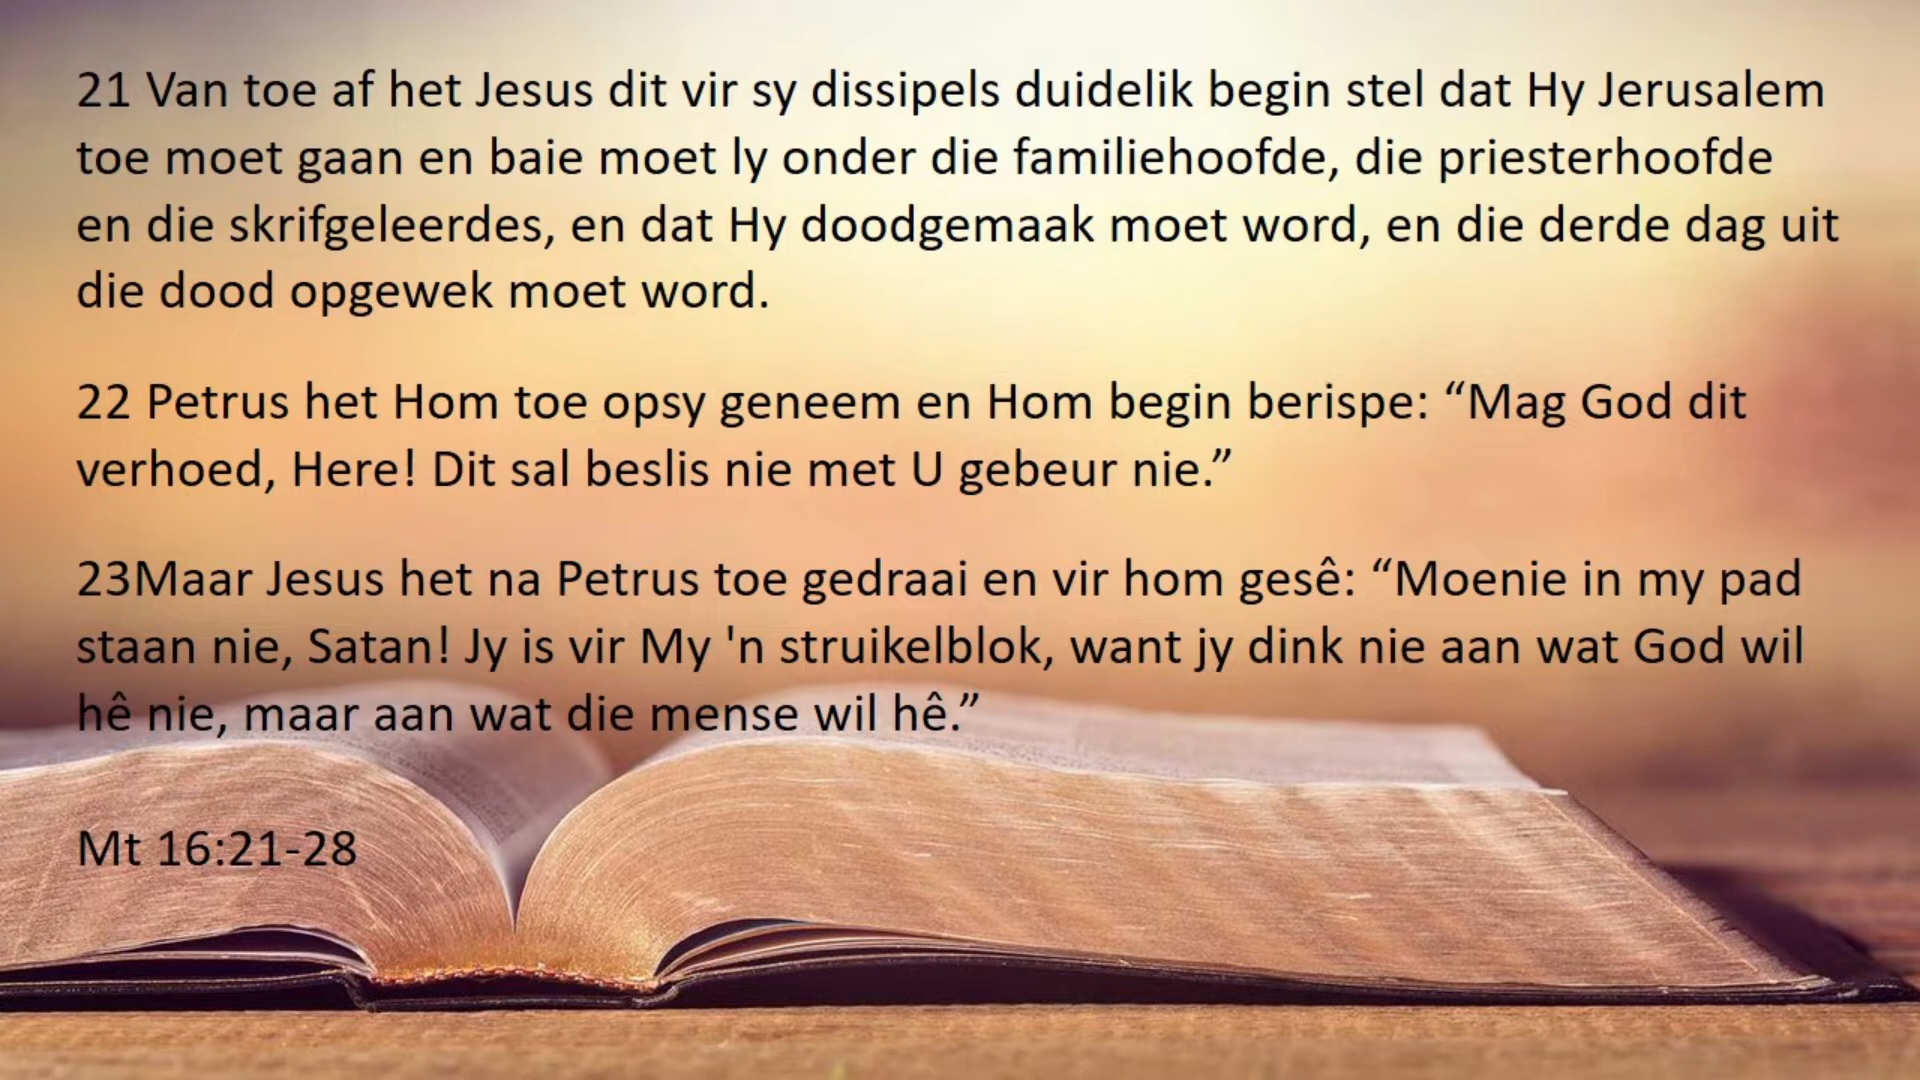 21 Van toe af het Jesus dit vir sy dissipels duidelik begin stel dat Hy Jerusalem
toe moet gaan en baie moet ly onder die familiehoofde, die priesterhoofde
en die skrifgeleerdes, en dat Hy doodgemaak moet word, en die derde dag uit
die dood opgewek moet word.
22 Petrus het Hom toe opsy geneem en Hom begin berispe: “Mag God dit
verhoed, Here! Dit sal beslis nie met U gebeur nie.”
23Maar Jesus het na Petrus toe gedraai en vir hom gesê: “Moenie in my pad
staan nie, Satan! Jy is vir My 'n struikelblok, want jy dink nie aan wat God wil
hê nie, maar aan wat die mense wil hê.”
Mt 16:21-28